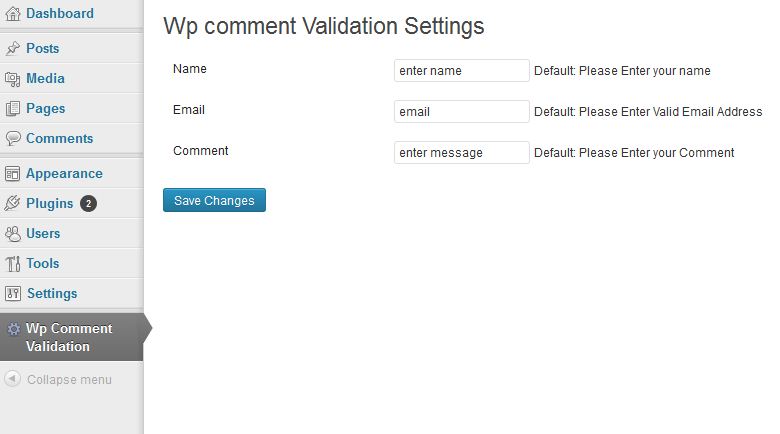 Dashboard
Posts
Media
Pages
Comments
Appearance
Plugins 2
Users
Tools
Settings
Wp Comment
Validation
Collapse menu
Wp comment Validation Settings
Name enter name Default: Please Enter your name
Email email Default: Please Enter Valid Email Address
Comment enter message Default: Please Enter your Comment
Save Changes